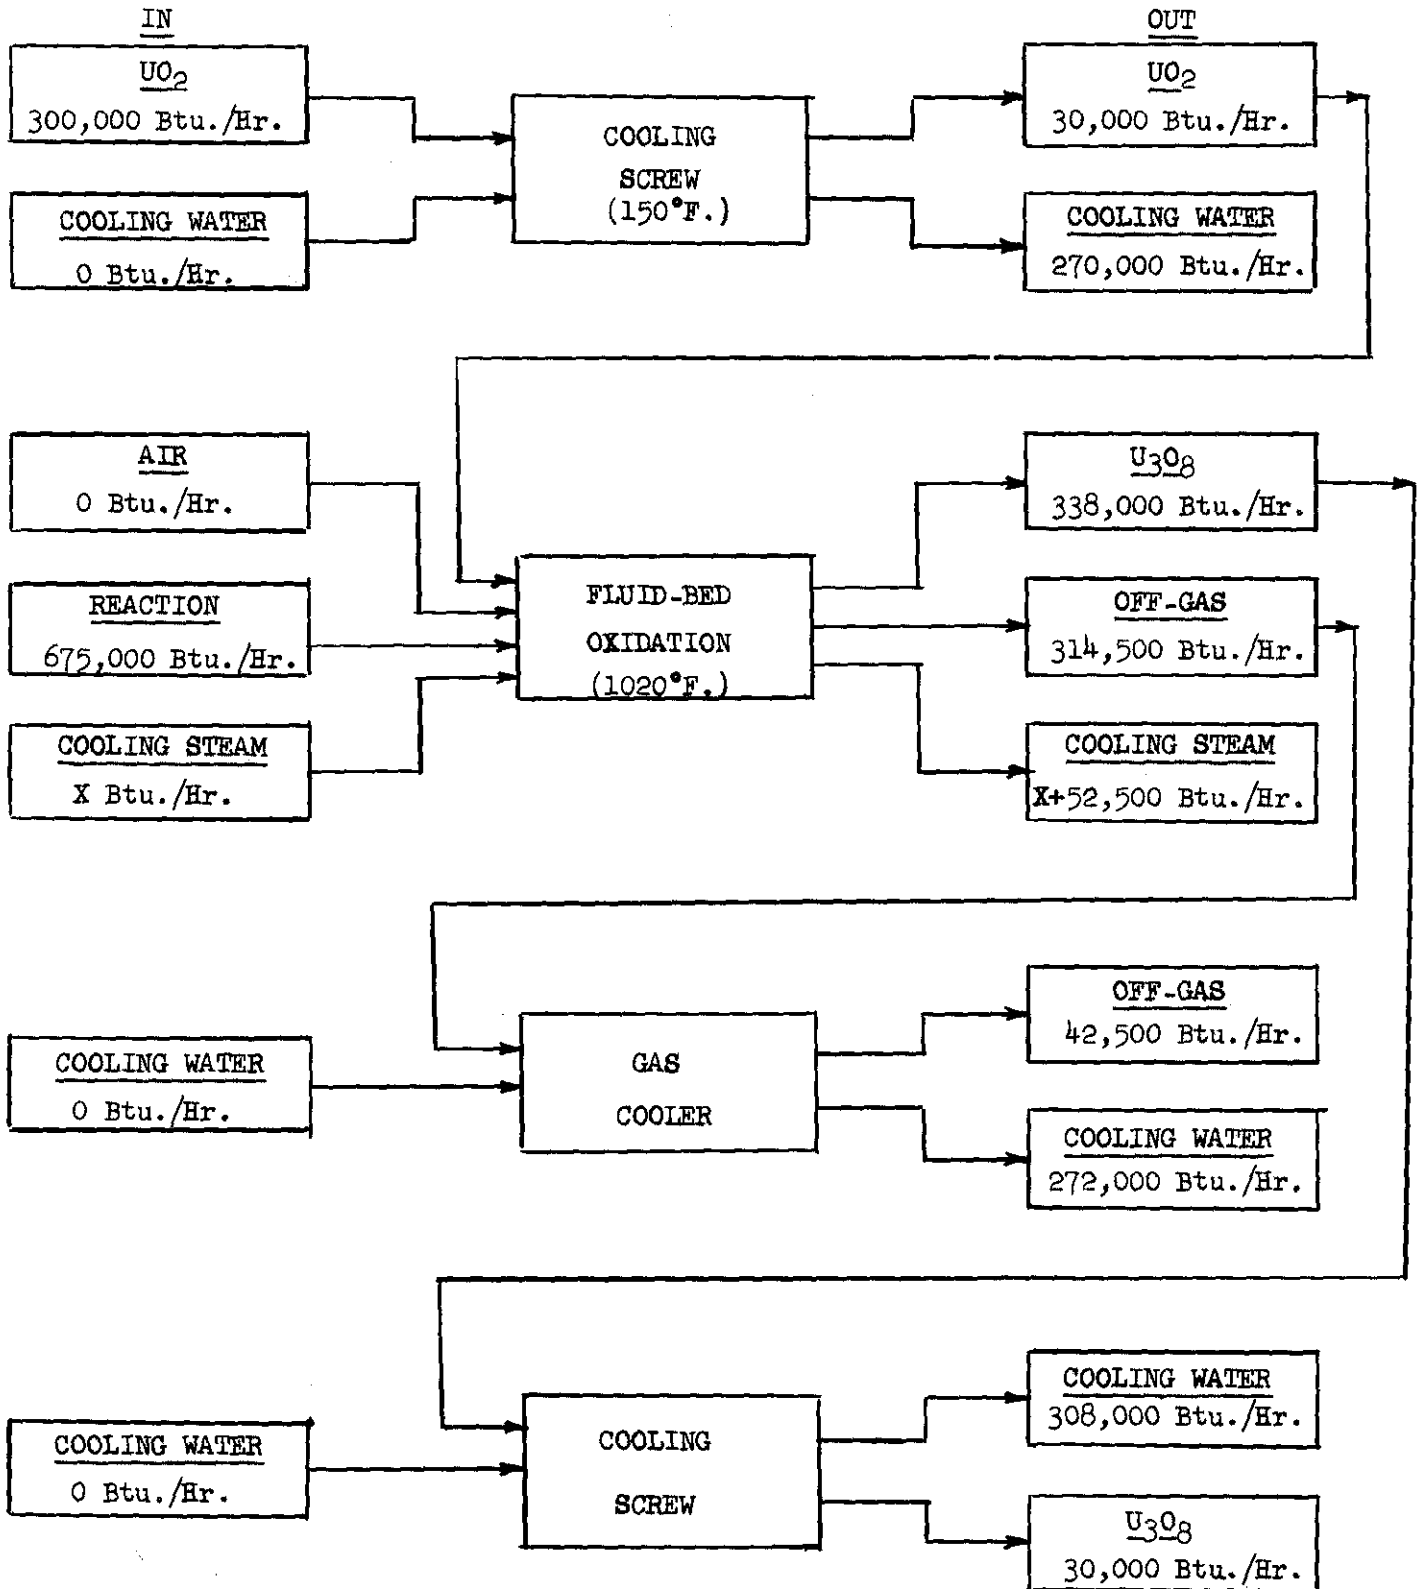 IN
OUT
UO2
300,000 Btu./Hr.
COOLING WATER
0 Btu./Hr.
COOLING
SCREW
(150°F.)
UO2
30,000 Btu./Hr.
COOLING WATER
270,000 Btu./Hr.
AIR
0 Btu./Hr.
REACTION
675,000 Btu./Hr.
COOLING STEAM
X Btu./Hr.
FLUID-BED
OXIDATION
(1020°F.)
U3O8
338,000 Btu./Hr.
OFF-GAS
314,500 Btu./Hr.
COOLING STEAM
X+52,500 Btu./Hr.
COOLING WATER
0 Btu./Hr.
GAS
COOLER
OFF-GAS
42,500 Btu./Hr.
COOLING WATER
272,000 Btu./Hr.
COOLING WATER
0 Btu./Hr.
COOLING
SCREW
COOLING WATER
308,000 Btu./Hr.
U3O8
30,000 Btu./Hr.